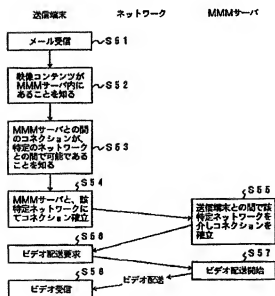 送信端末 ネットワーク MMMサーバ
メール受信 S51
映像コンテンツが
MMMサーバ内に
あることを知る
S52
MMMサーバとの間
のコネクションが、
特定のネットワーク
との間で可能であ
ることを知る
S53
S54
MMMサーバと、該
特定ネットワークに
てコネクション確立
S55
送信端末との間で該
特定ネットワークを
介しコネクションを
確立
S56
ビデオ配送要求
S57
ビデオ配送開始
ビデオ配送
S58
ビデオ受信